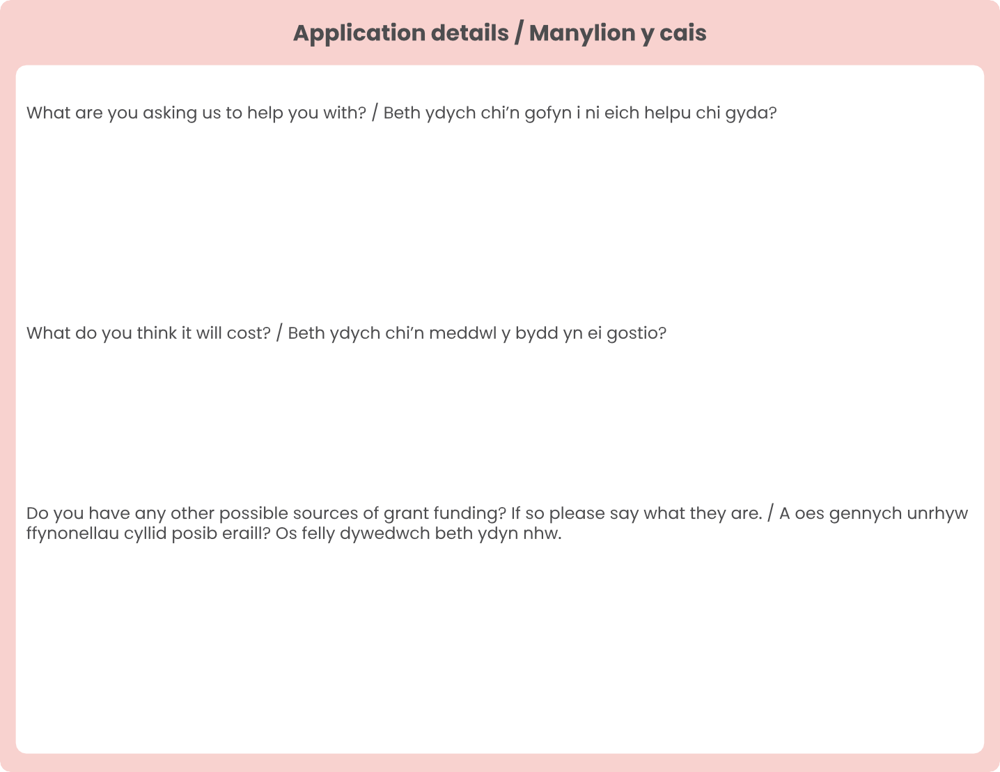 Application details / Manylion y cais
What are you asking us to help you with? / Beth ydych chi’n gofyn i ni eich helpu chi gyda?
What do you think it will cost? / Beth ydych chi’n meddwl y bydd yn ei gostio?
Do you have any other possible sources of grant funding? If so please say what they are. / A oes gennych unrhyw
ffynonellau cyllid posib eraill? Os felly dywedwch beth ydyn nhw.